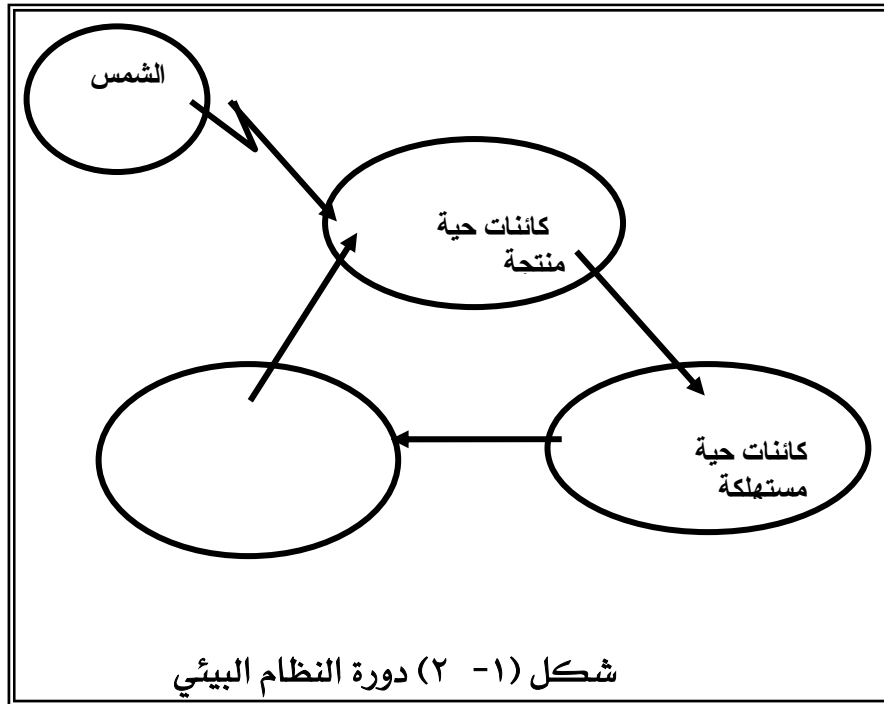 الشمس
كائنات حية
منتجة
كائنات حية
مستهلكة
شكل (١- ٢) دورة النظام البيئي